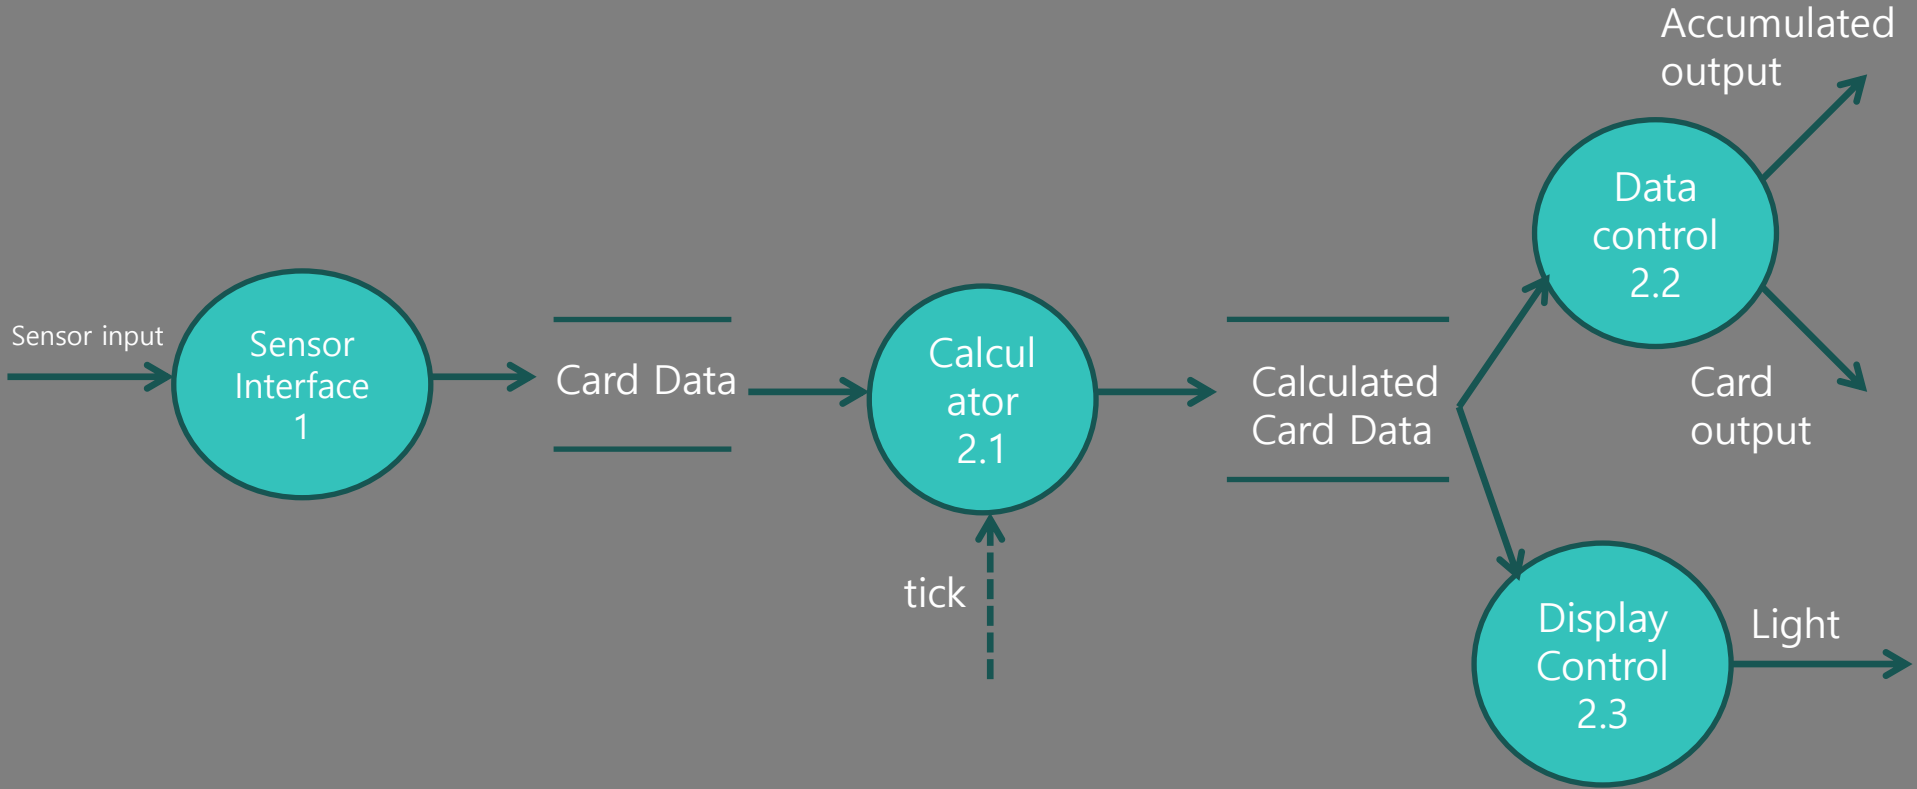 Sensor input
Sensor
Interface
1
Card Data
Calcul
ator
2.1
tick
Calculated
Card Data
Data
control
2.2
Accumulated
output
Card
output
Display
Control
2.3
Light